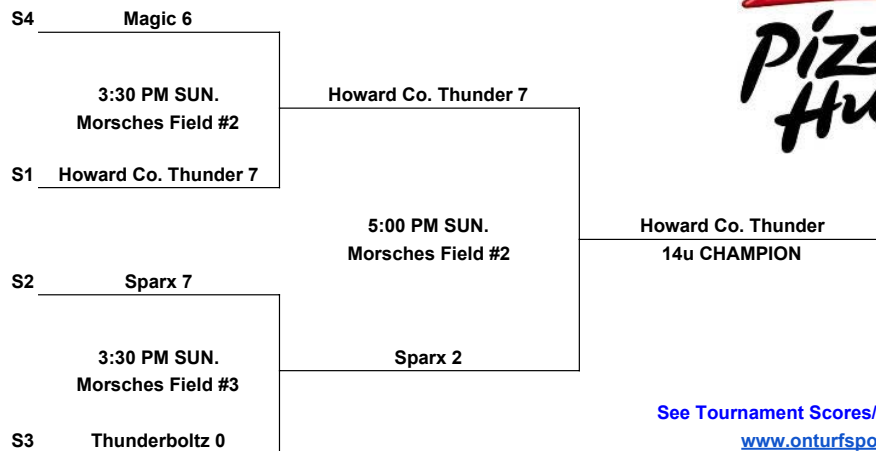 S4 Magic 6
3:30 PM SUN. Howard Co. Thunder 7
Morsches Field #2
S1 Howard Co. Thunder 7
5:00 PM SUN. Howard Co. Thunder
Morsches Field #2 14u CHAMPION
S2 Sparx 7
3:30 PM SUN. Sparx 2
Morsches Field #3
See Tournament Scores/
S3 Thunderboltz 0 www.onturfspo